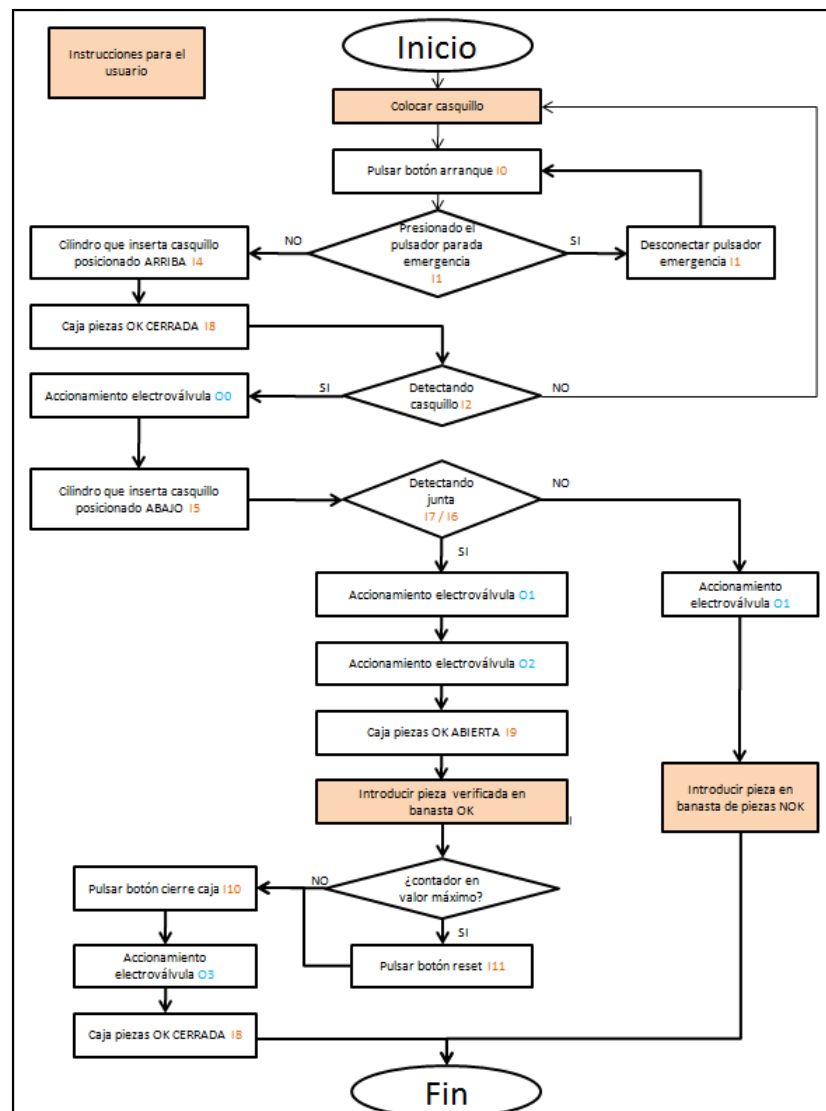 Instrucciones para el
usuario
Inicio
Colocar casquillo
Pulsar botón arranque I0
Presionado el
pulsador parada
emergencia
I1
NO
SI
Cilindro que inserta casquillo
posicionado ARRIBA I4
Desconectar pulsador
emergencia I1
Caja piezas OK CERRADA I8
Detectando
casquillo I2
SI
NO
Accionamiento electroválvula O0
Cilindro que inserta casquillo
posicionado ABAJO I5
Detectando
junta
I7 / I6
NO
SI
Accionamiento electroválvula O1
Accionamiento
electroválvula O1
Accionamiento electroválvula O2
Caja piezas OK ABIERTA I9
Introducir pieza verificada en
banasta OK
I
Introducir pieza en
banasta de piezas NOK
¿contador en
valor máximo?
NO
SI
Pulsar botón cierre caja I10
Pulsar botón reset I11
Accionamiento
electroválvula O3
Caja piezas OK CERRADA I8
Fin